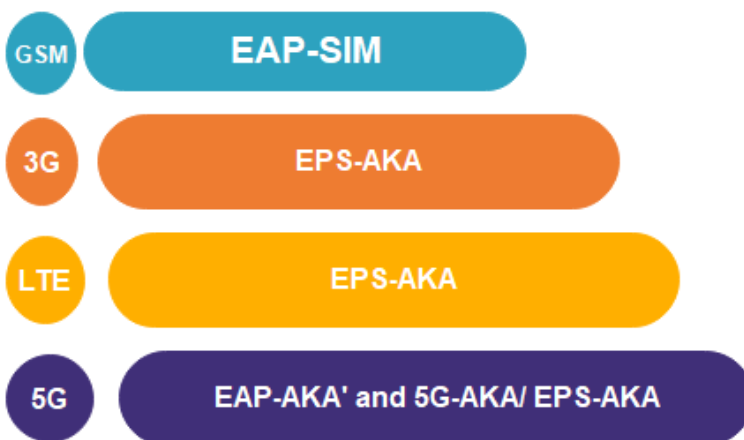 GSM EAP-SIM
3G EPS-AKA
LTE EPS-AKA
5G EAP-AKA' and 5G-AKA/ EPS-AKA